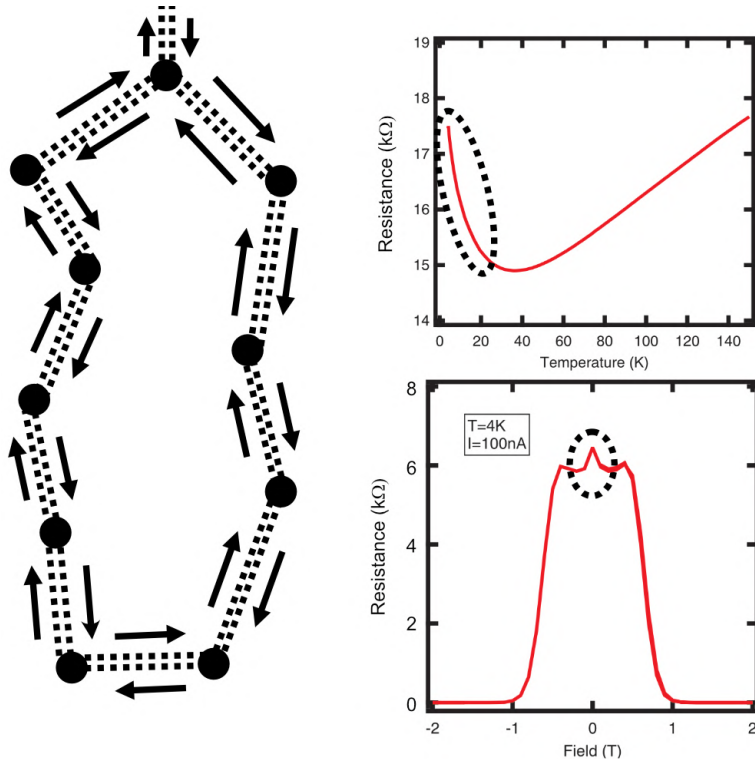 19
18
17
16
15
14
Resistance (kΩ)
0 20 40 60 80 100 120 140
Temperature (K)
8
6
4
2
0
Resistance (kΩ)
T=4K
I=100nA
-2 -1 0 1 2
Field (T)